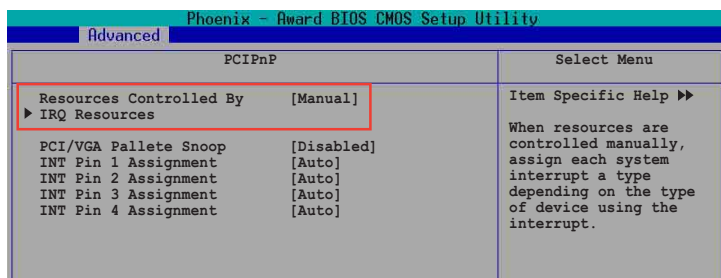 Phoenix - Award BIOS CMOS Setup Utility
Advanced
PCIPnP
Select Menu
Resources Controlled By [Manual]
IRQ Resources
PCI/VGA Pallete Snoop [Disabled]
INT Pin 1 Assignment [Auto]
INT Pin 2 Assignment [Auto]
INT Pin 3 Assignment [Auto]
INT Pin 4 Assignment [Auto]
Item Specific Help
When resources are
controlled manually,
assign each system
interrupt a type
depending on the type
of device using the
interrupt.